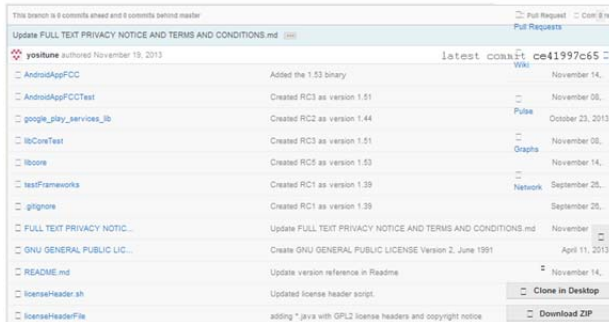 This branch is 0 commits ahead and 0 commits behind master
Pull Request
Pull Requests
Update FULL TEXT PRIVACY NOTICE AND TERMS AND CONDITIONS.md
yositune authored November 19, 2013
latest commit ce41997c65
Wiki
AndroidAppFCC Added the 1.53 binary November 14,
AndroidAppFCCTest Created RC3 as version 1.51 November 08,
Pulse
google_play_services_lib Created RC2 as version 1.44 October 23, 2013
libCoreTest Created RC3 as version 1.51 November 08,
Graphs
libcore Created RC5 as version 1.53 November 14,
testFrameworks Created RC1 as version 1.39 September 26,
Network
.gitignore Created RC1 as version 1.39 September 26,
FULL TEXT PRIVACY NOTIC... Update FULL TEXT PRIVACY NOTICE AND TERMS AND CONDITIONS.md November
GNU GENERAL PUBLIC LIC... Create GNU GENERAL PUBLIC LICENSE Version 2, June 1991 April 11, 2013
README.md Update version reference in Readme November 14,
licenseHeader.sh Updated license header script.
Clone in Desktop
licenseHeaderFile adding *.java with GPL2 license headers and copyright notice
Download ZIP